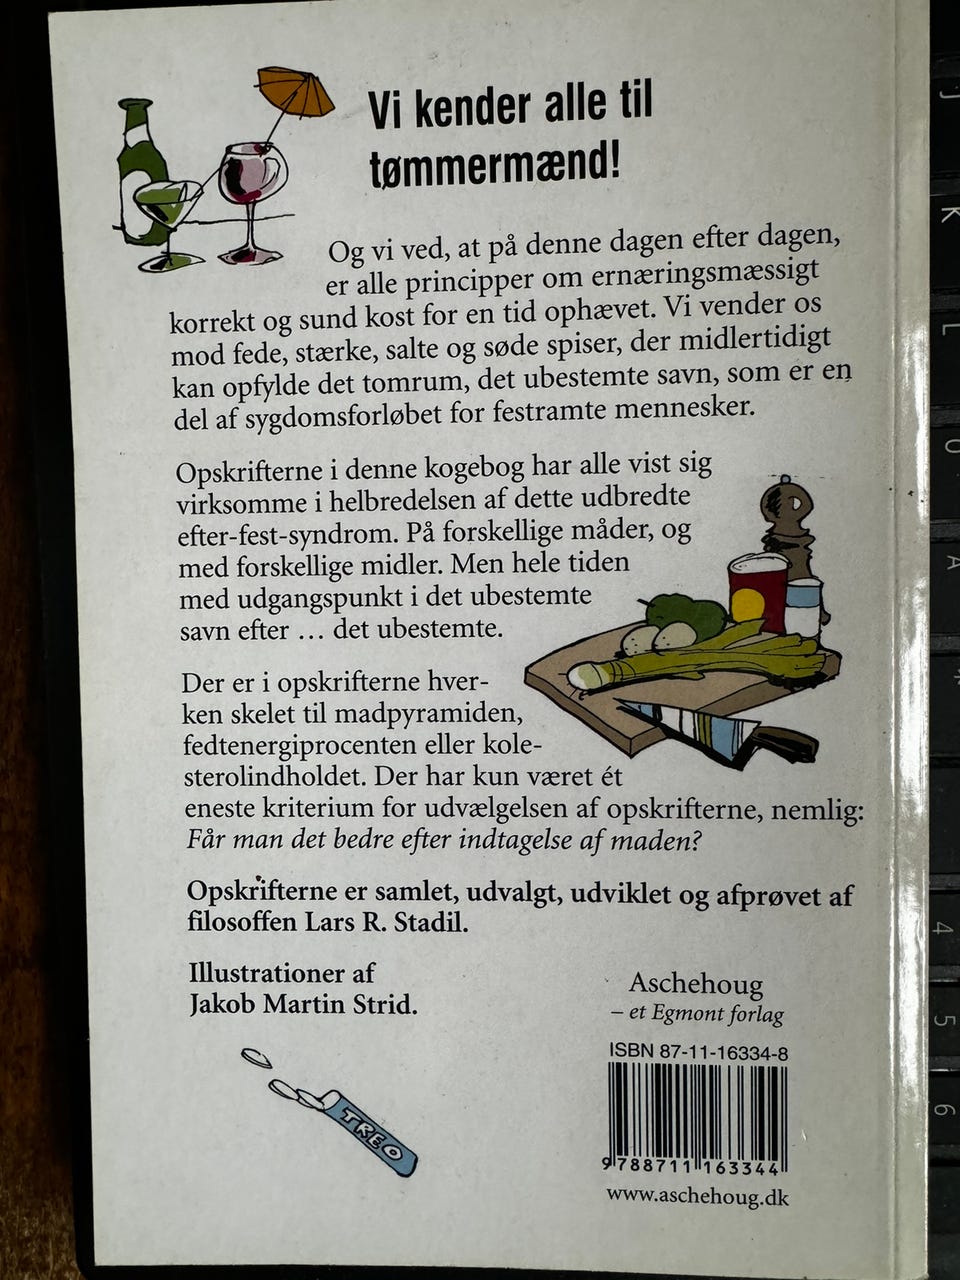 Vi kender alle til
tømmermænd!
Og vi ved, at på denne dagen efter dagen,
er alle principper om ernæringsmæssigt
korrekt og sund kost for en tid ophævet. Vi vender os
mod fede, stærke, salte og søde spiser, der midlertidigt
kan opfylde det tomrum, det ubestemte savn, som er en
del af sygdomsforløbet for festramte mennesker.
Opskrifterne i denne kogebog har alle vist sig
virksomme i helbredelsen af dette udbredte
efter-fest-syndrom. På forskellige måder, og
med forskellige midler. Men hele tiden
med udgangspunkt i det ubestemte
savn efter … det ubestemte.
Der er i opskrifterne hver-
ken skelet til madpyramiden,
fedtenergiprocenten eller kole-
sterolindholdet. Der har kun været ét
eneste kriterium for udvælgelsen af opskrifterne, nemlig:
Får man det bedre efter indtagelse af maden?
Opskrifterne er samlet, udvalgt, udviklet og afprøvet af
filosoffen Lars R. Stadil.
Illustrationer af
Jakob Martin Strid.
TREO
Aschehoug
– et Egmont forlag
ISBN 87-11-16334-8
9 788711 163344
www.aschehoug.dk
J
K
L
O
A
*
4
5
6